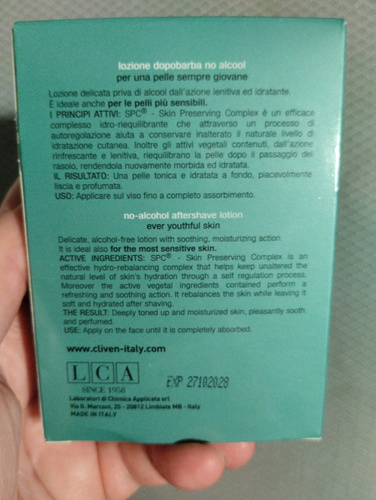 lozione dopobarba no alcool
per una pelle sempre giovane
Lozione delicata priva di alcool dall'azione lenitiva ed idratante.
È ideale anche per le pelli più sensibili.
I PRINCIPI ATTIVI: SPC® - Skin Preserving Complex è un efficace
complesso idro-riequilibrante che attraverso un processo di
autoregolazione aiuta a conservare inalterato il naturale livello di
idratazione cutanea. Inoltre gli attivi vegetali contenuti, dall'azione
rinfrescante e lenitiva, riequilibrano la pelle dopo il passaggio del
rasoio, rendendola nuovamente morbida ed idratata.
IL RISULTATO: Una pelle tonica e idratata a fondo, piacevolmente
liscia e profumata.
USO: Applicare sul viso fino a completo assorbimento.
no-alcohol aftershave lotion
ever youthful skin
Delicate, alcohol-free lotion with soothing, moisturizing action.
It is ideal also for the most sensitive skin.
ACTIVE INGREDIENTS: SPC® - Skin Preserving Complex is an
effective hydro-rebalancing complex that helps keep unaltered the
natural level of skin's hydration through a self regulation process.
Moreover the active vegetal ingredients contained perform a
refreshing and soothing action. It rebalances the skin while leaving it
soft and hydrated after shaving.
THE RESULT: Deeply toned up and moisturized skin, pleasantly smooth
and perfumed.
USE: Apply on the face until it is completely absorbed.
www.cliven-italy.com
LCA
SINCE 1958
EXP 27102028
Laboratori di Chimica Applicata srl
Via G. Marconi, 25 - 20812 Limbiate MB - Italy
MADE IN ITALY